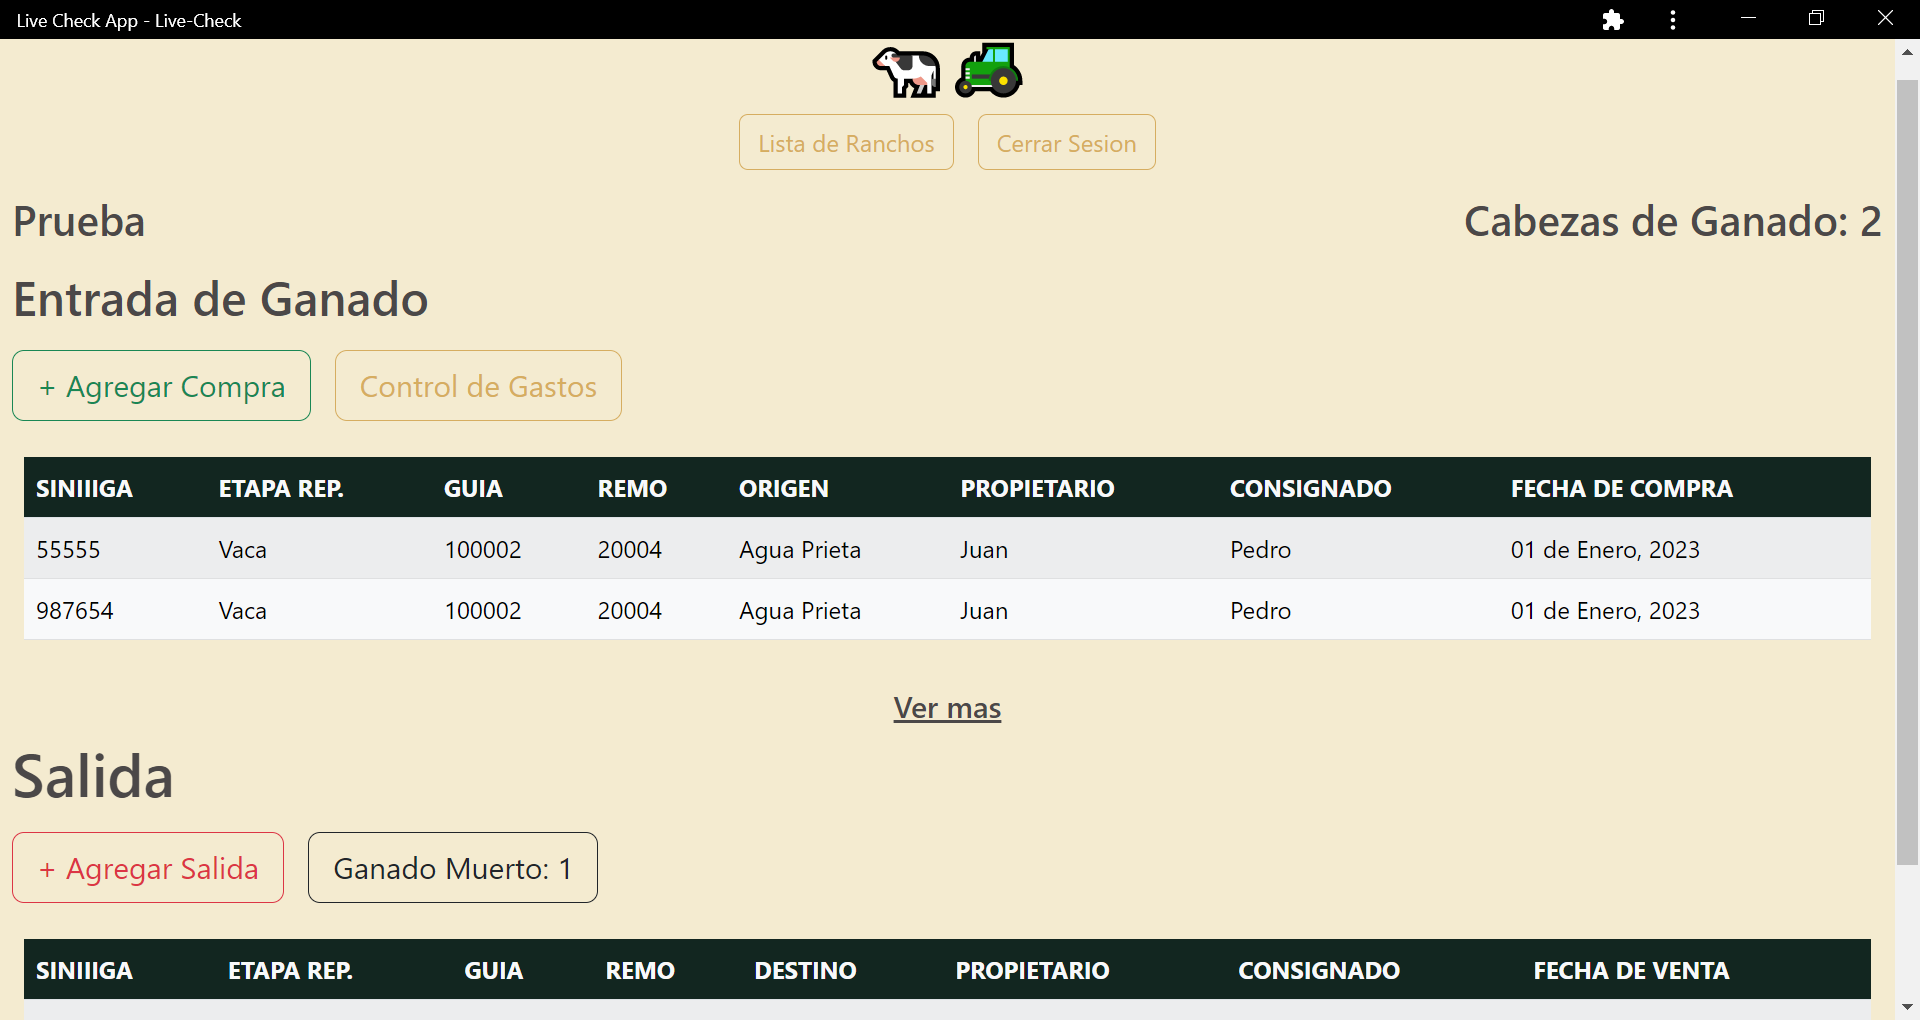 Live Check App - Live-Check
Lista de Ranchos Cerrar Sesion
Prueba Cabezas de Ganado: 2
Entrada de Ganado
+ Agregar Compra Control de Gastos
SINIIIGA ETAPA REP. GUIA REMO ORIGEN PROPIETARIO CONSIGNADO FECHA DE COMPRA
55555 Vaca 100002 20004 Agua Prieta Juan Pedro 01 de Enero, 2023
987654 Vaca 100002 20004 Agua Prieta Juan Pedro 01 de Enero, 2023
Ver mas
Salida
+ Agregar Salida Ganado Muerto: 1
SINIIIGA ETAPA REP. GUIA REMO DESTINO PROPIETARIO CONSIGNADO FECHA DE VENTA